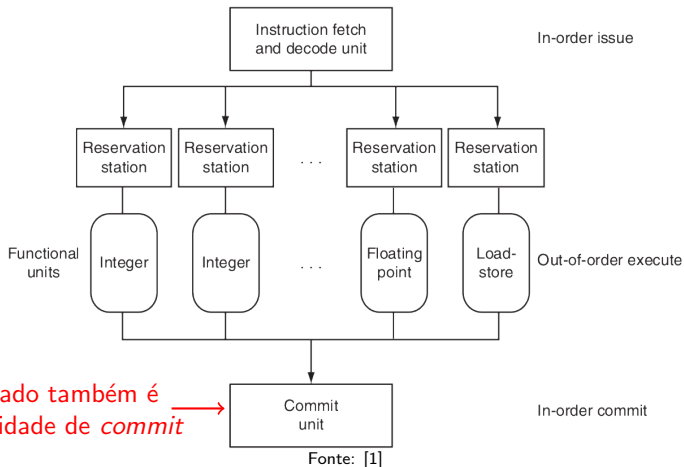 Instruction fetch
and decode unit
In-order issue
Reservation
station
Reservation
station
. . .
Reservation
station
Reservation
station
Functional
units
Integer
Integer
. . .
Floating
point
Load-
store
Out-of-order execute
ado também é
idade de commit
Commit
unit
In-order commit
Fonte: [1]